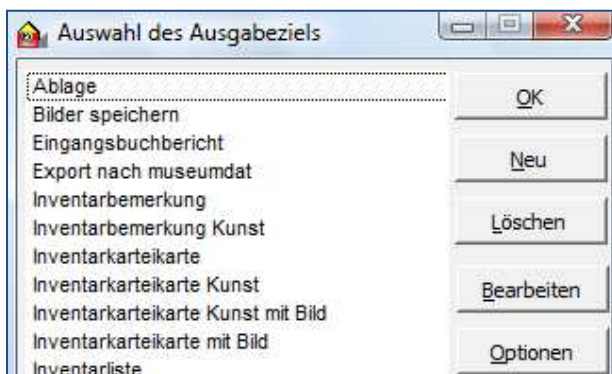 Auswahl des Ausgabeziels
Ablage
Bilder speichern
Eingangsbuchbericht
Export nach museumdat
Inventarbemerkung
Inventarbemerkung Kunst
Inventarkarteikarte
Inventarkarteikarte Kunst
Inventarkarteikarte Kunst mit Bild
Inventarkarteikarte mit Bild
Inventarliste
OK
Neu
Löschen
Bearbeiten
Optionen